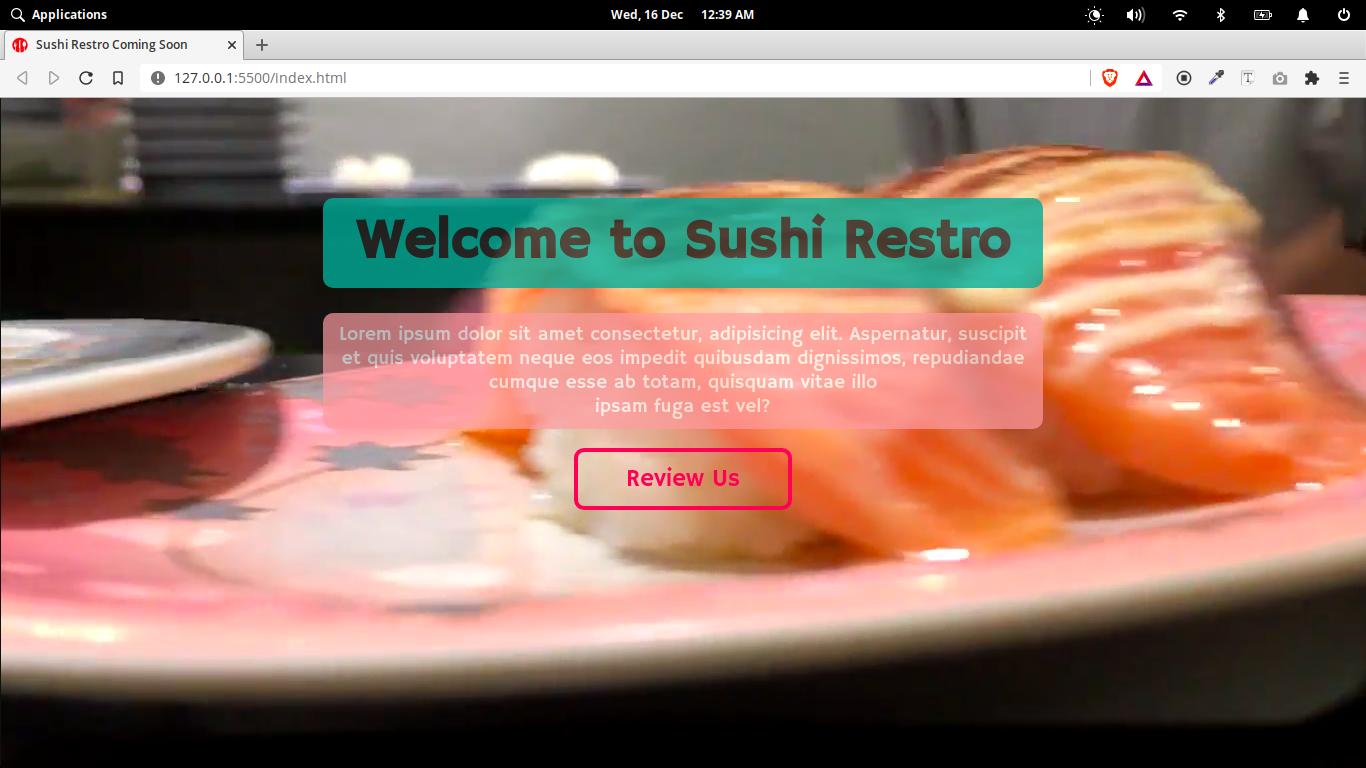 Applications
Wed, 16 Dec 12:39 AM
Sushi Restro Coming Soon
127.0.0.1:5500/index.html
Welcome to Sushi Restro
Lorem ipsum dolor sit amet consectetur, adipisicing elit. Aspernatur, suscipit
et quis voluptatem neque eos impedit quibusdam dignissimos, repudiandae
cumque esse ab totam, quisquam vitae illo
ipsam fuga est vel?
Review Us